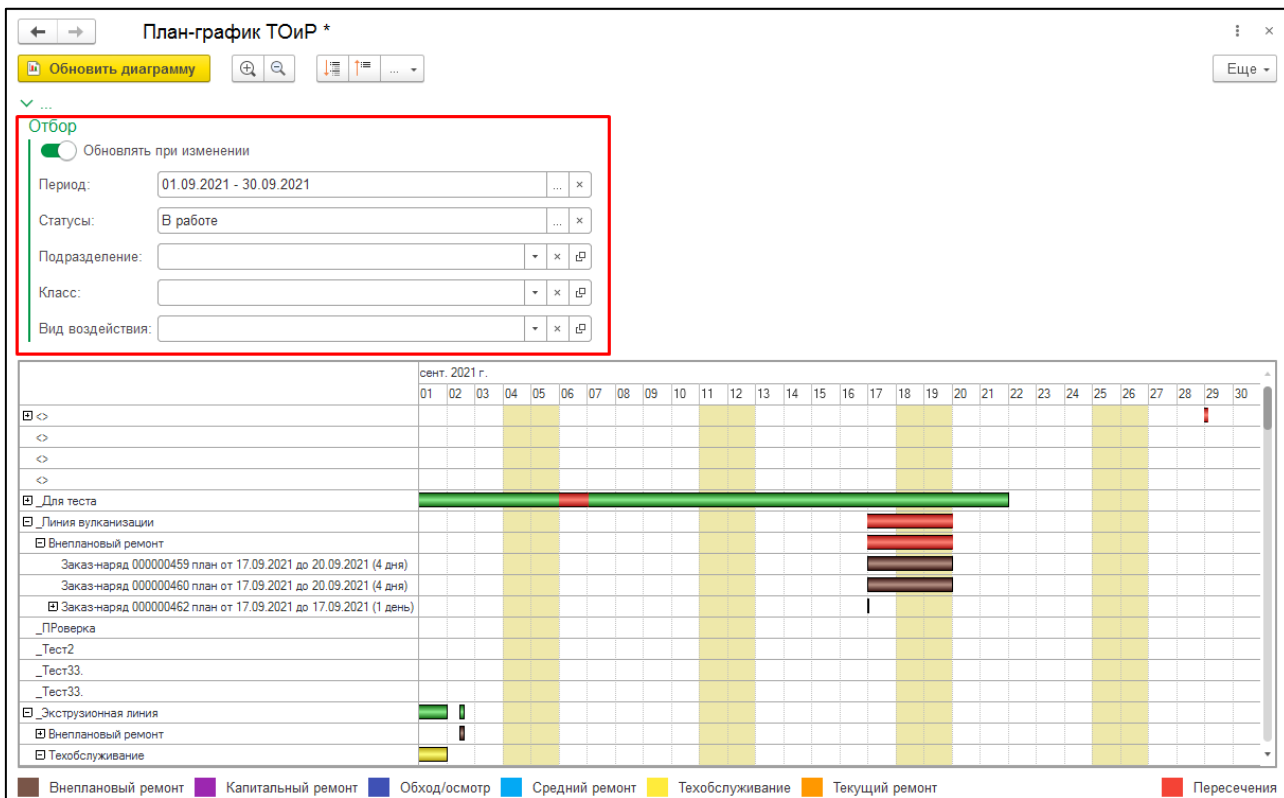 План-график ТОиР *
Обновить диаграмму ... Еще
...
Отбор
Обновлять при изменении
Период: 01.09.2021 - 30.09.2021 ...
Статусы: В работе ...
Подразделение:
Класс:
Вид воздействия:
сент. 2021 г.
01 02 03 04 05 06 07 08 09 10 11 12 13 14 15 16 17 18 19 20 21 22 23 24 25 26 27 28 29 30
<>
<>
<>
<>
_Для теста
_Линия вулканизации
Внеплановый ремонт
Заказ-наряд 000000459 план от 17.09.2021 до 20.09.2021 (4 дня)
Заказ-наряд 000000460 план от 17.09.2021 до 20.09.2021 (4 дня)
Заказ-наряд 000000462 план от 17.09.2021 до 17.09.2021 (1 день)
_ПРоверка
_Тест2
_Тест33.
_Тест33.
_Экструзионная линия
Внеплановый ремонт
Техобслуживание
Внеплановый ремонт Капитальный ремонт Обход/осмотр Средний ремонт Техобслуживание Текущий ремонт Пересечения